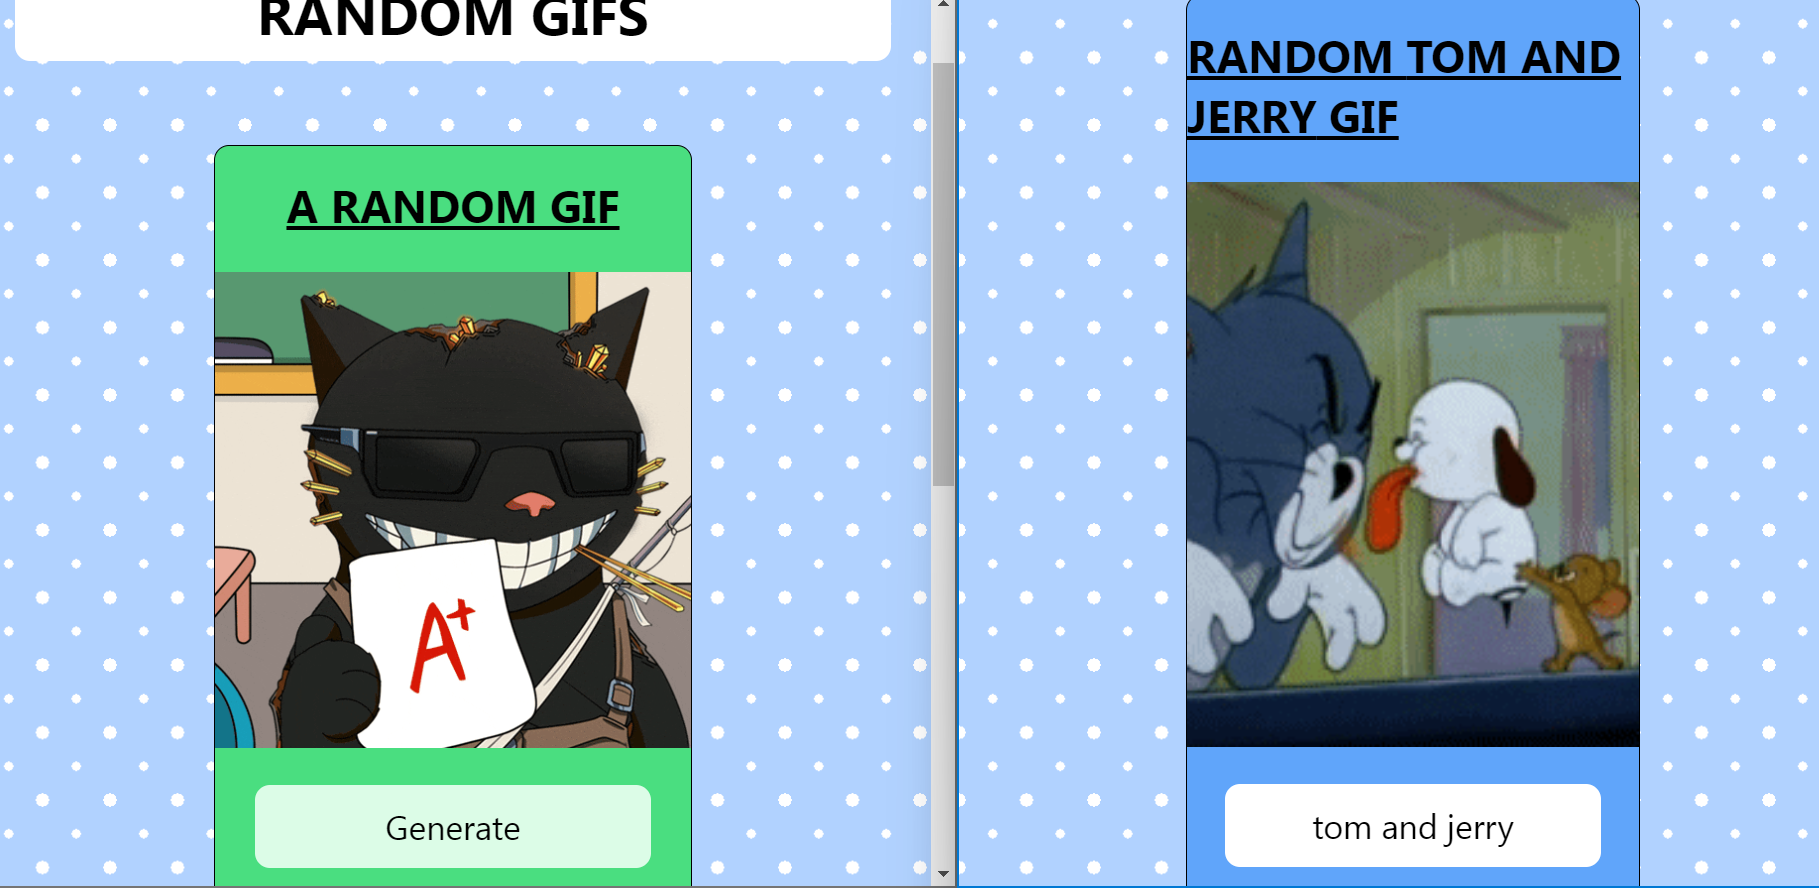 RANDOM GIFS
A RANDOM GIF
A+
Generate
RANDOM TOM AND
JERRY GIF
tom and jerry